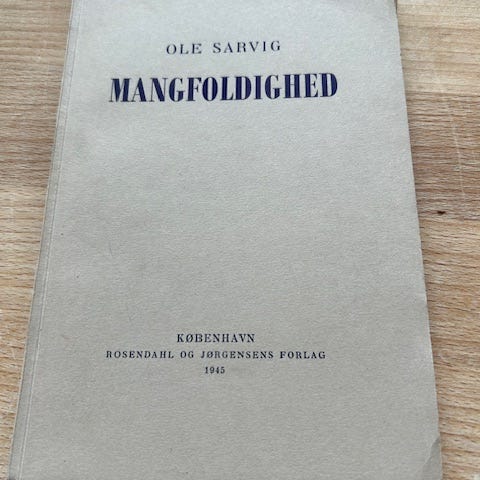 OLE SARVIG
MANGFOLDIGHED
KØBENHAVN
ROSENDAHL OG JØRGENSENS FORLAG
1945